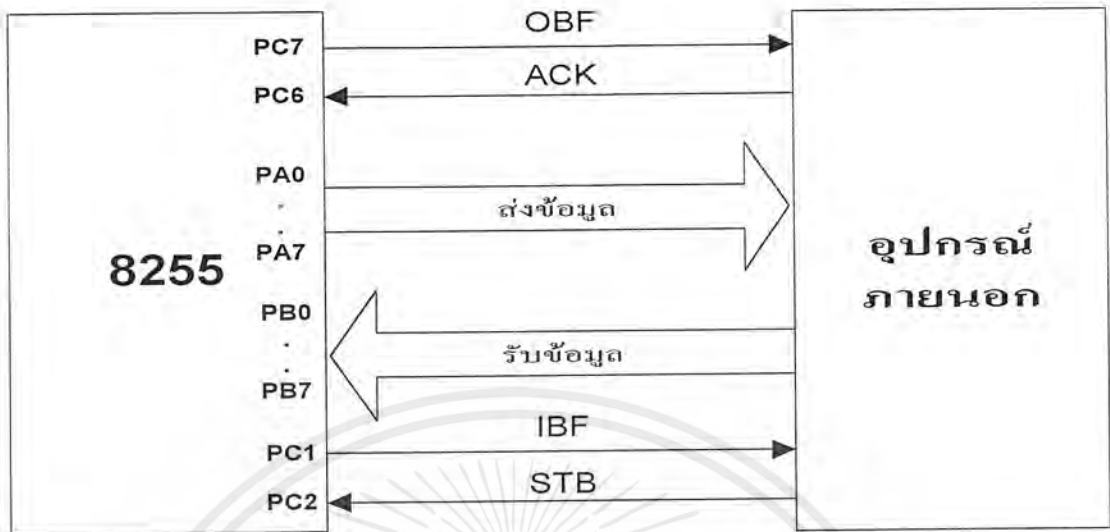 OBF
PC7
ACK
PC6
PA0
.
.
PA7
ส่งข้อมูล
8255
อุปกรณ์
ภายนอก
PB0
.
.
PB7
รับข้อมูล
IBF
PC1
STB
PC2